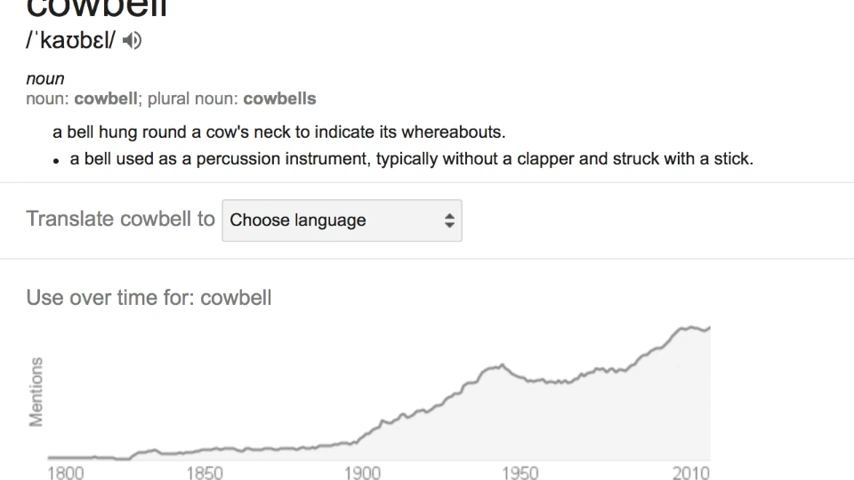 cowbell
/ˈkaʊbɛl/
noun
noun: cowbell; plural noun: cowbells
a bell hung round a cow's neck to indicate its whereabouts.
• a bell used as a percussion instrument, typically without a clapper and struck with a stick.
Translate cowbell to Choose language
Use over time for: cowbell
Mentions
1800 1850 1900 1950 2010